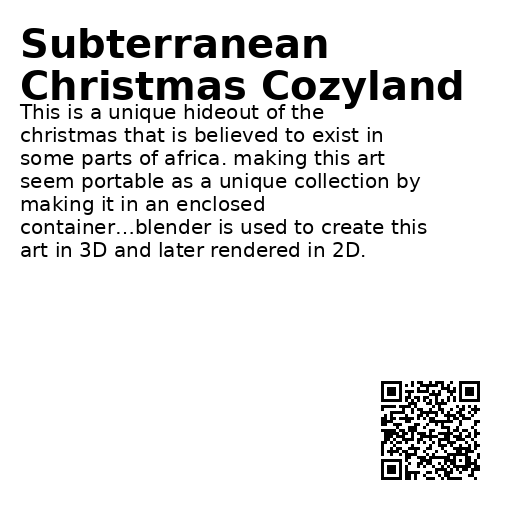 Subterranean
Christmas Cozyland
This is a unique hideout of the
christmas that is believed to exist in
some parts of africa. making this art
seem portable as a unique collection by
making it in an enclosed
container...blender is used to create this
art in 3D and later rendered in 2D.